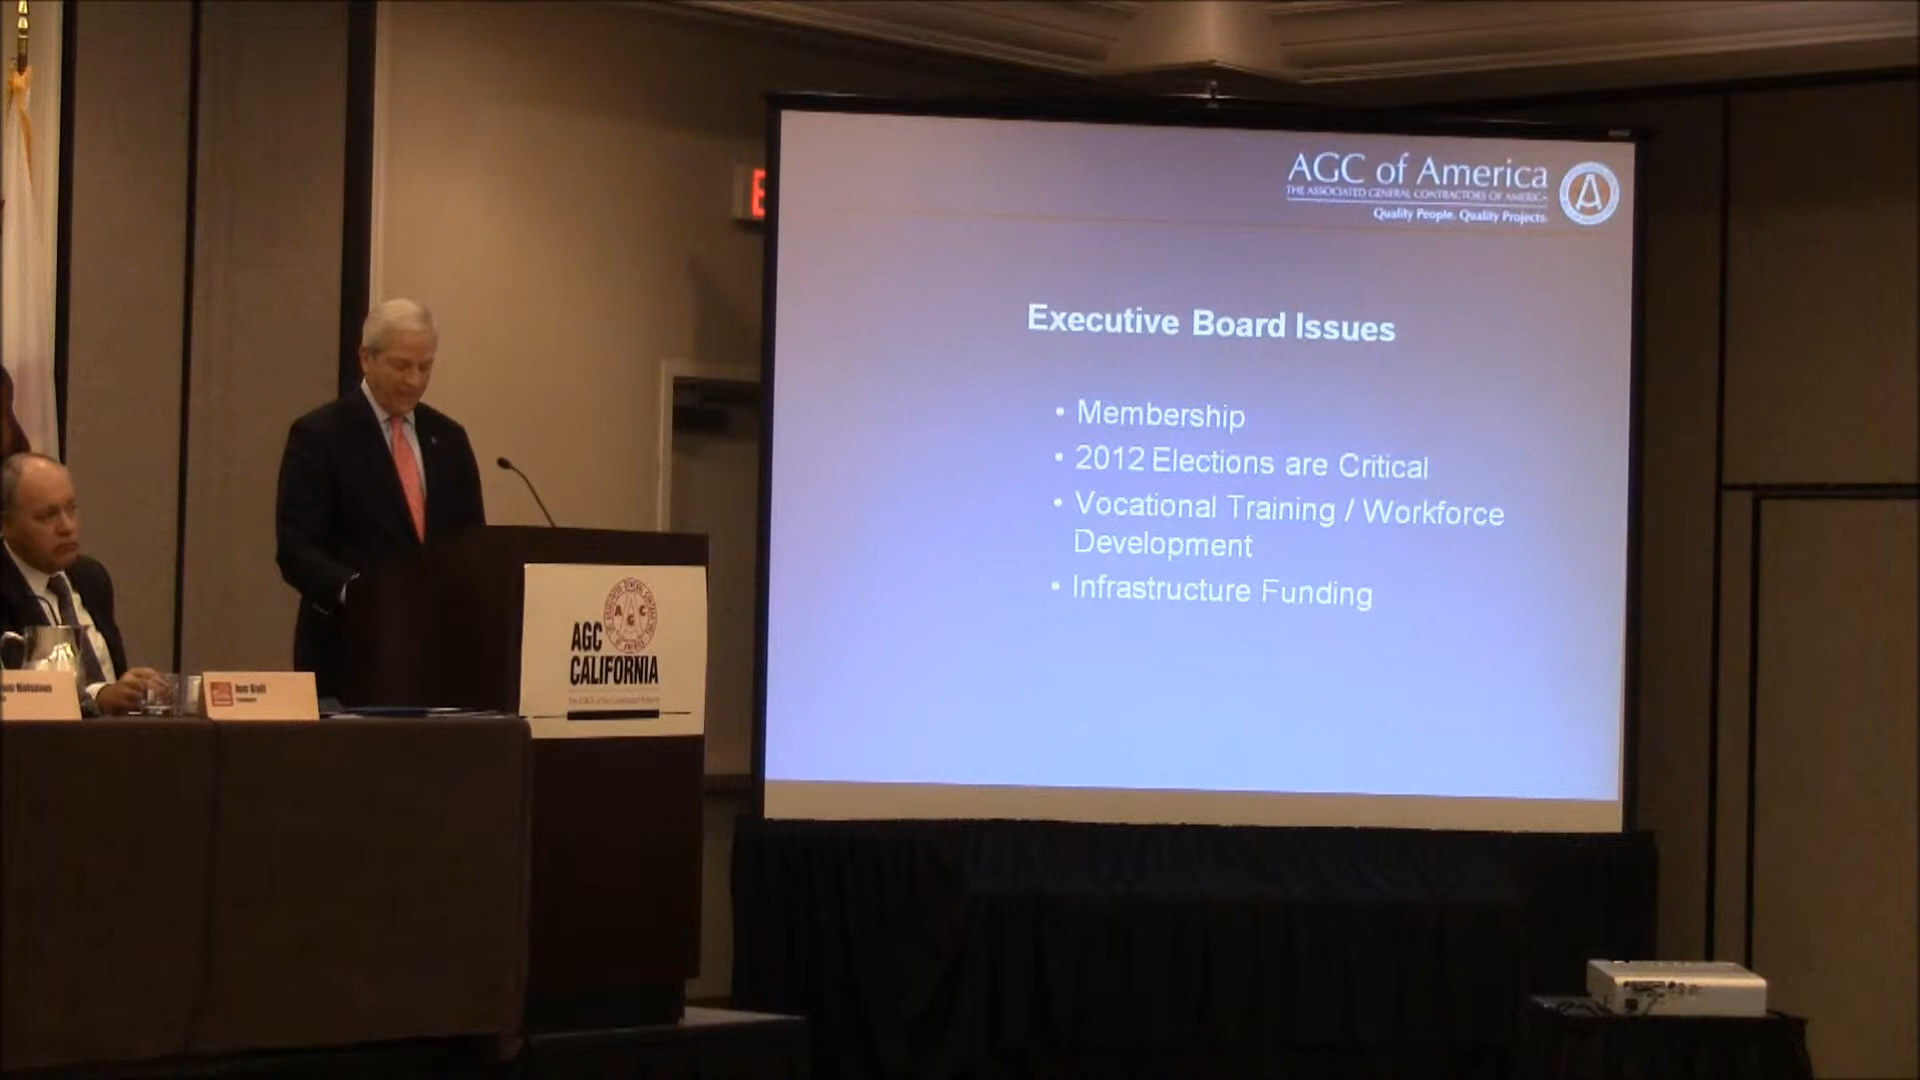 AGC of America
THE ASSOCIATED GENERAL CONTRACTORS OF AMERICA
Quality People. Quality Projects.
Executive Board Issues
• Membership
• 2012 Elections are Critical
• Vocational Training / Workforce
Development
• Infrastructure Funding
E
AGC
CALIFORNIA
A G C